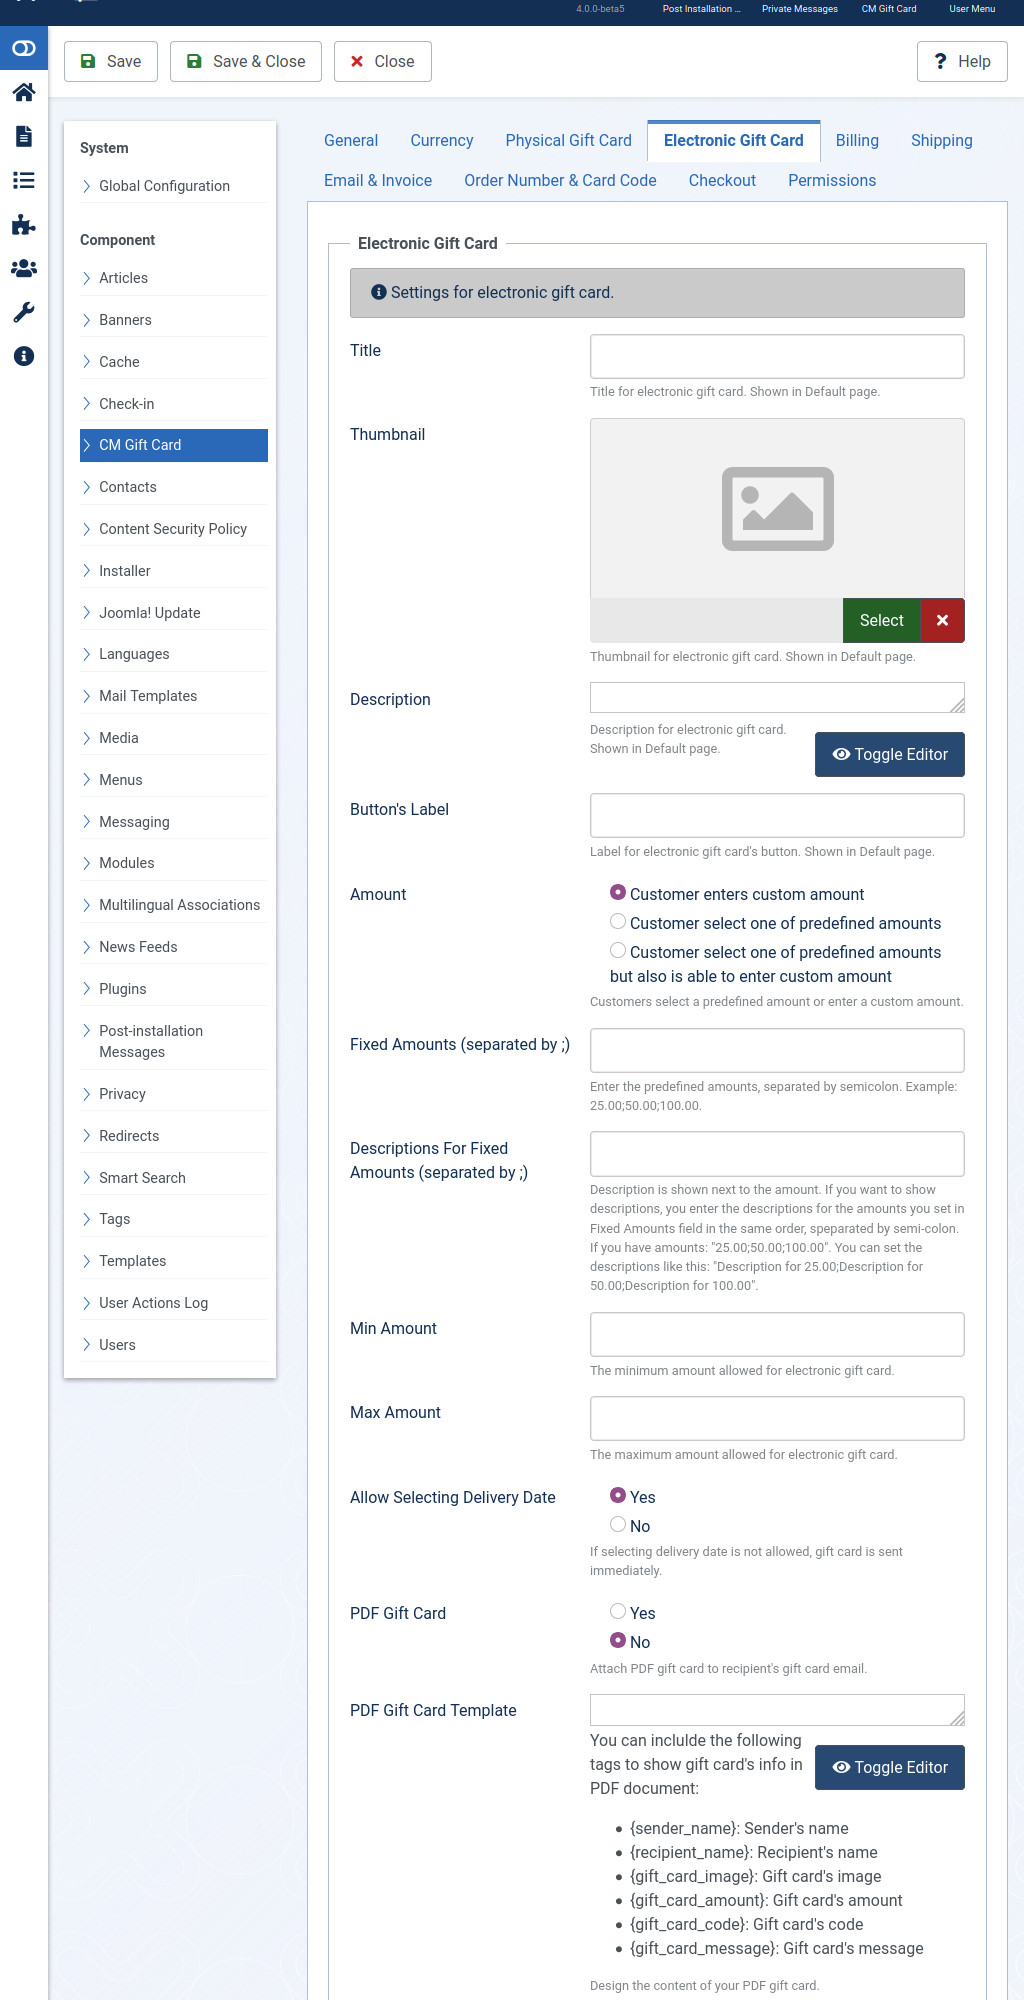 4.0.0-beta5
Post Installation ...
Private Messages
CM Gift Card
User Menu
Save
Save & Close
Close
Help
System
Global Configuration
Component
Articles
Banners
Cache
Check-in
CM Gift Card
Contacts
Content Security Policy
Installer
Joomla! Update
Languages
Mail Templates
Media
Menus
Messaging
Modules
Multilingual Associations
News Feeds
Plugins
Post-installation
Messages
Privacy
Redirects
Smart Search
Tags
Templates
User Actions Log
Users
General
Currency
Physical Gift Card
Electronic Gift Card
Billing
Shipping
Email & Invoice
Order Number & Card Code
Checkout
Permissions
Electronic Gift Card
Settings for electronic gift card.
Title
Title for electronic gift card. Shown in Default page.
Thumbnail
Select
Thumbnail for electronic gift card. Shown in Default page.
Description
Description for electronic gift card.
Shown in Default page.
Toggle Editor
Button's Label
Label for electronic gift card's button. Shown in Default page.
Amount
Customer enters custom amount
Customer select one of predefined amounts
Customer select one of predefined amounts
but also is able to enter custom amount
Customers select a predefined amount or enter a custom amount.
Fixed Amounts (separated by ;)
Enter the predefined amounts, separated by semicolon. Example:
25.00;50.00;100.00.
Descriptions For Fixed
Amounts (separated by ;)
Description is shown next to the amount. If you want to show
descriptions, you enter the descriptions for the amounts you set in
Fixed Amounts field in the same order, speparated by semi-colon.
If you have amounts: "25.00;50.00;100.00". You can set the
descriptions like this: "Description for 25.00;Description for
50.00;Description for 100.00".
Min Amount
The minimum amount allowed for electronic gift card.
Max Amount
The maximum amount allowed for electronic gift card.
Allow Selecting Delivery Date
Yes
No
If selecting delivery date is not allowed, gift card is sent
immediately.
PDF Gift Card
Yes
No
Attach PDF gift card to recipient's gift card email.
PDF Gift Card Template
You can inclulde the following
tags to show gift card's info in
PDF document:
Toggle Editor
• {sender_name}: Sender's name
• {recipient_name}: Recipient's name
• {gift_card_image}: Gift card's image
• {gift_card_amount}: Gift card's amount
• {gift_card_code}: Gift card's code
• {gift_card_message}: Gift card's message
Design the content of your PDF gift card.